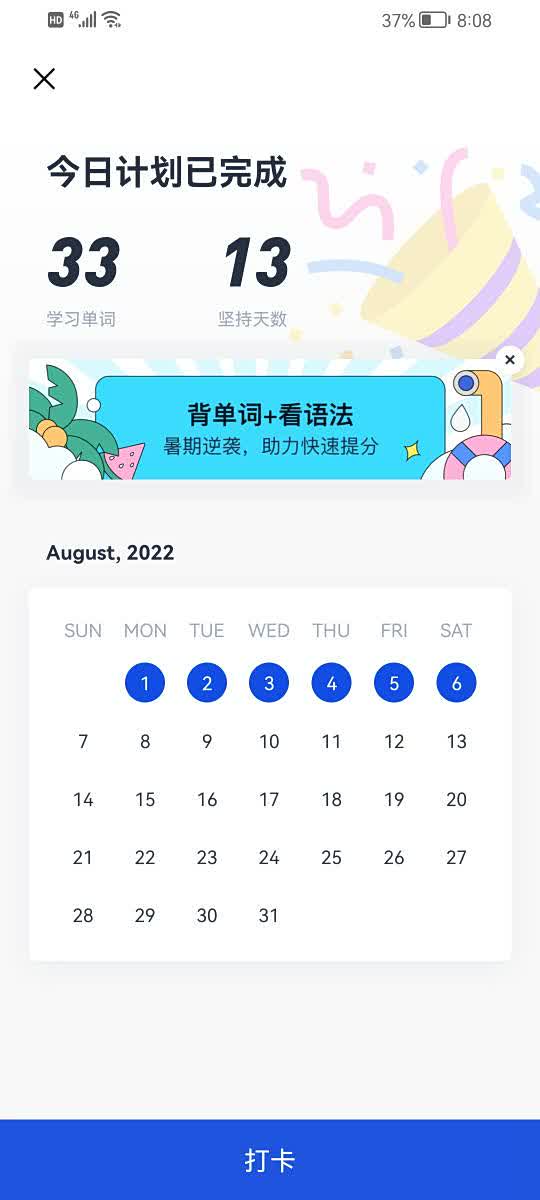 HD 4G 37% 8:08
今日计划已完成
33 13
学习单词 坚持天数
背单词+看语法
暑期逆袭，助力快速提分
August, 2022
SUN MON TUE WED THU FRI SAT
1 2 3 4 5 6
7 8 9 10 11 12 13
14 15 16 17 18 19 20
21 22 23 24 25 26 27
28 29 30 31
打卡